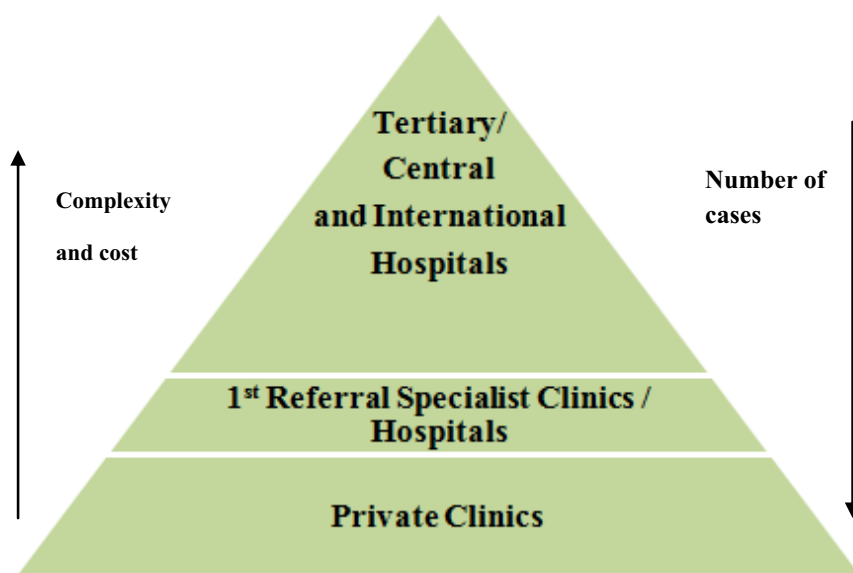 Tertiary/
Central
and International
Hospitals
Complexity
and cost
Number of
cases
1st Referral Specialist Clinics /
Hospitals
Private Clinics